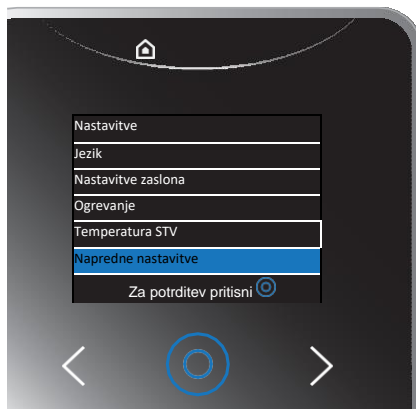 Nastavitve
Jezik
Nastavitve zaslona
Ogrevanje
Temperatura STV
Napredne nastavitve
Za potrditev pritisni